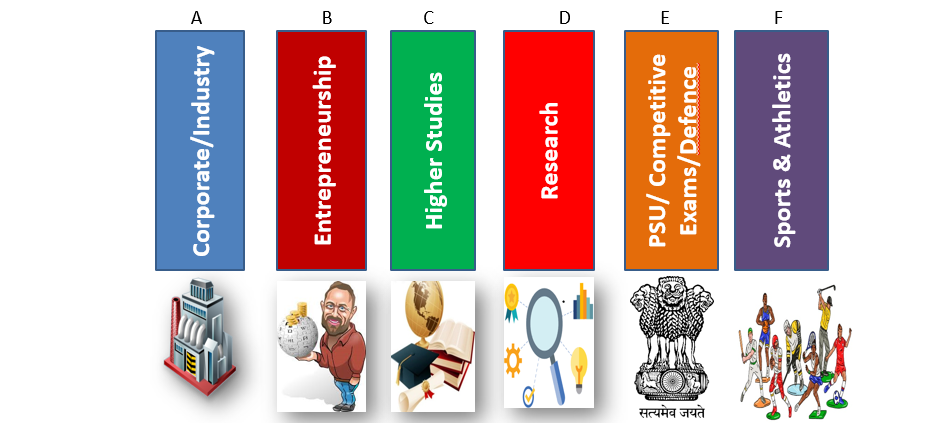 A
B
C
D
E
F
Corporate/Industry
Entrepreneurship
Higher Studies
Research
PSU/ Competitive
Exams/Defence
Sports & Athletics
सत्यमेव जयते